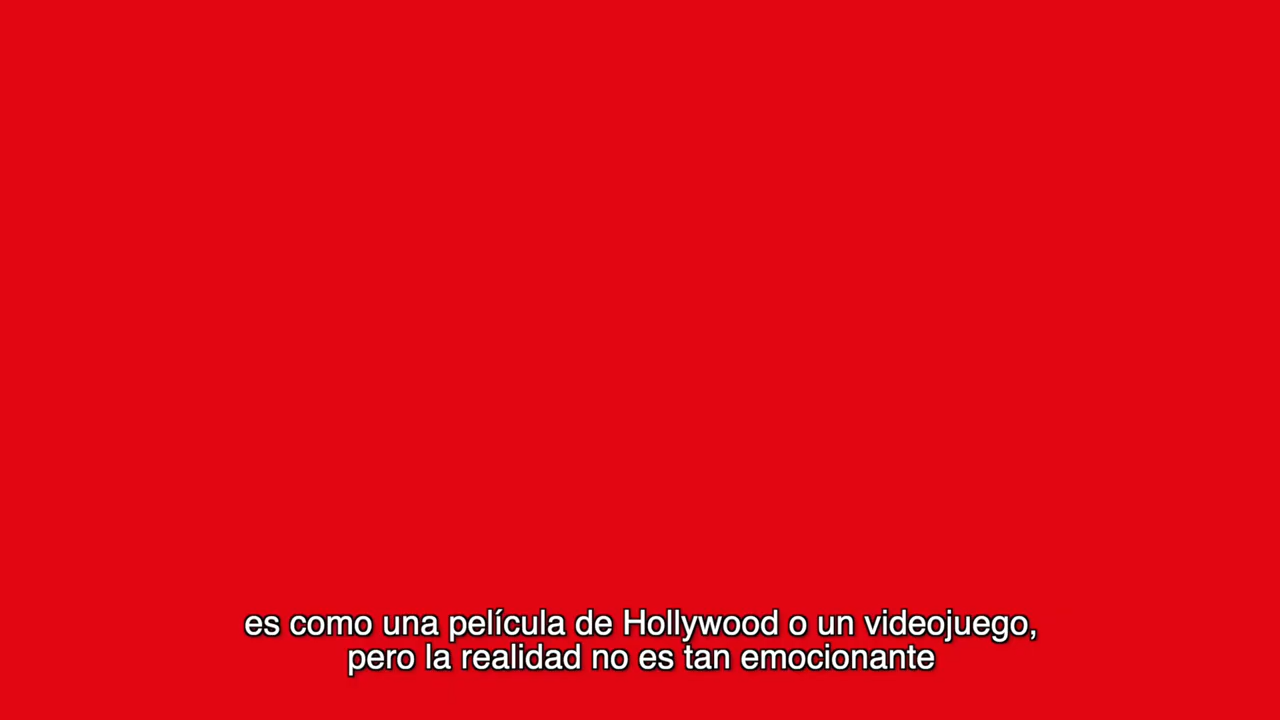 es como una película de Hollywood o un videojuego,
pero la realidad no es tan emocionante